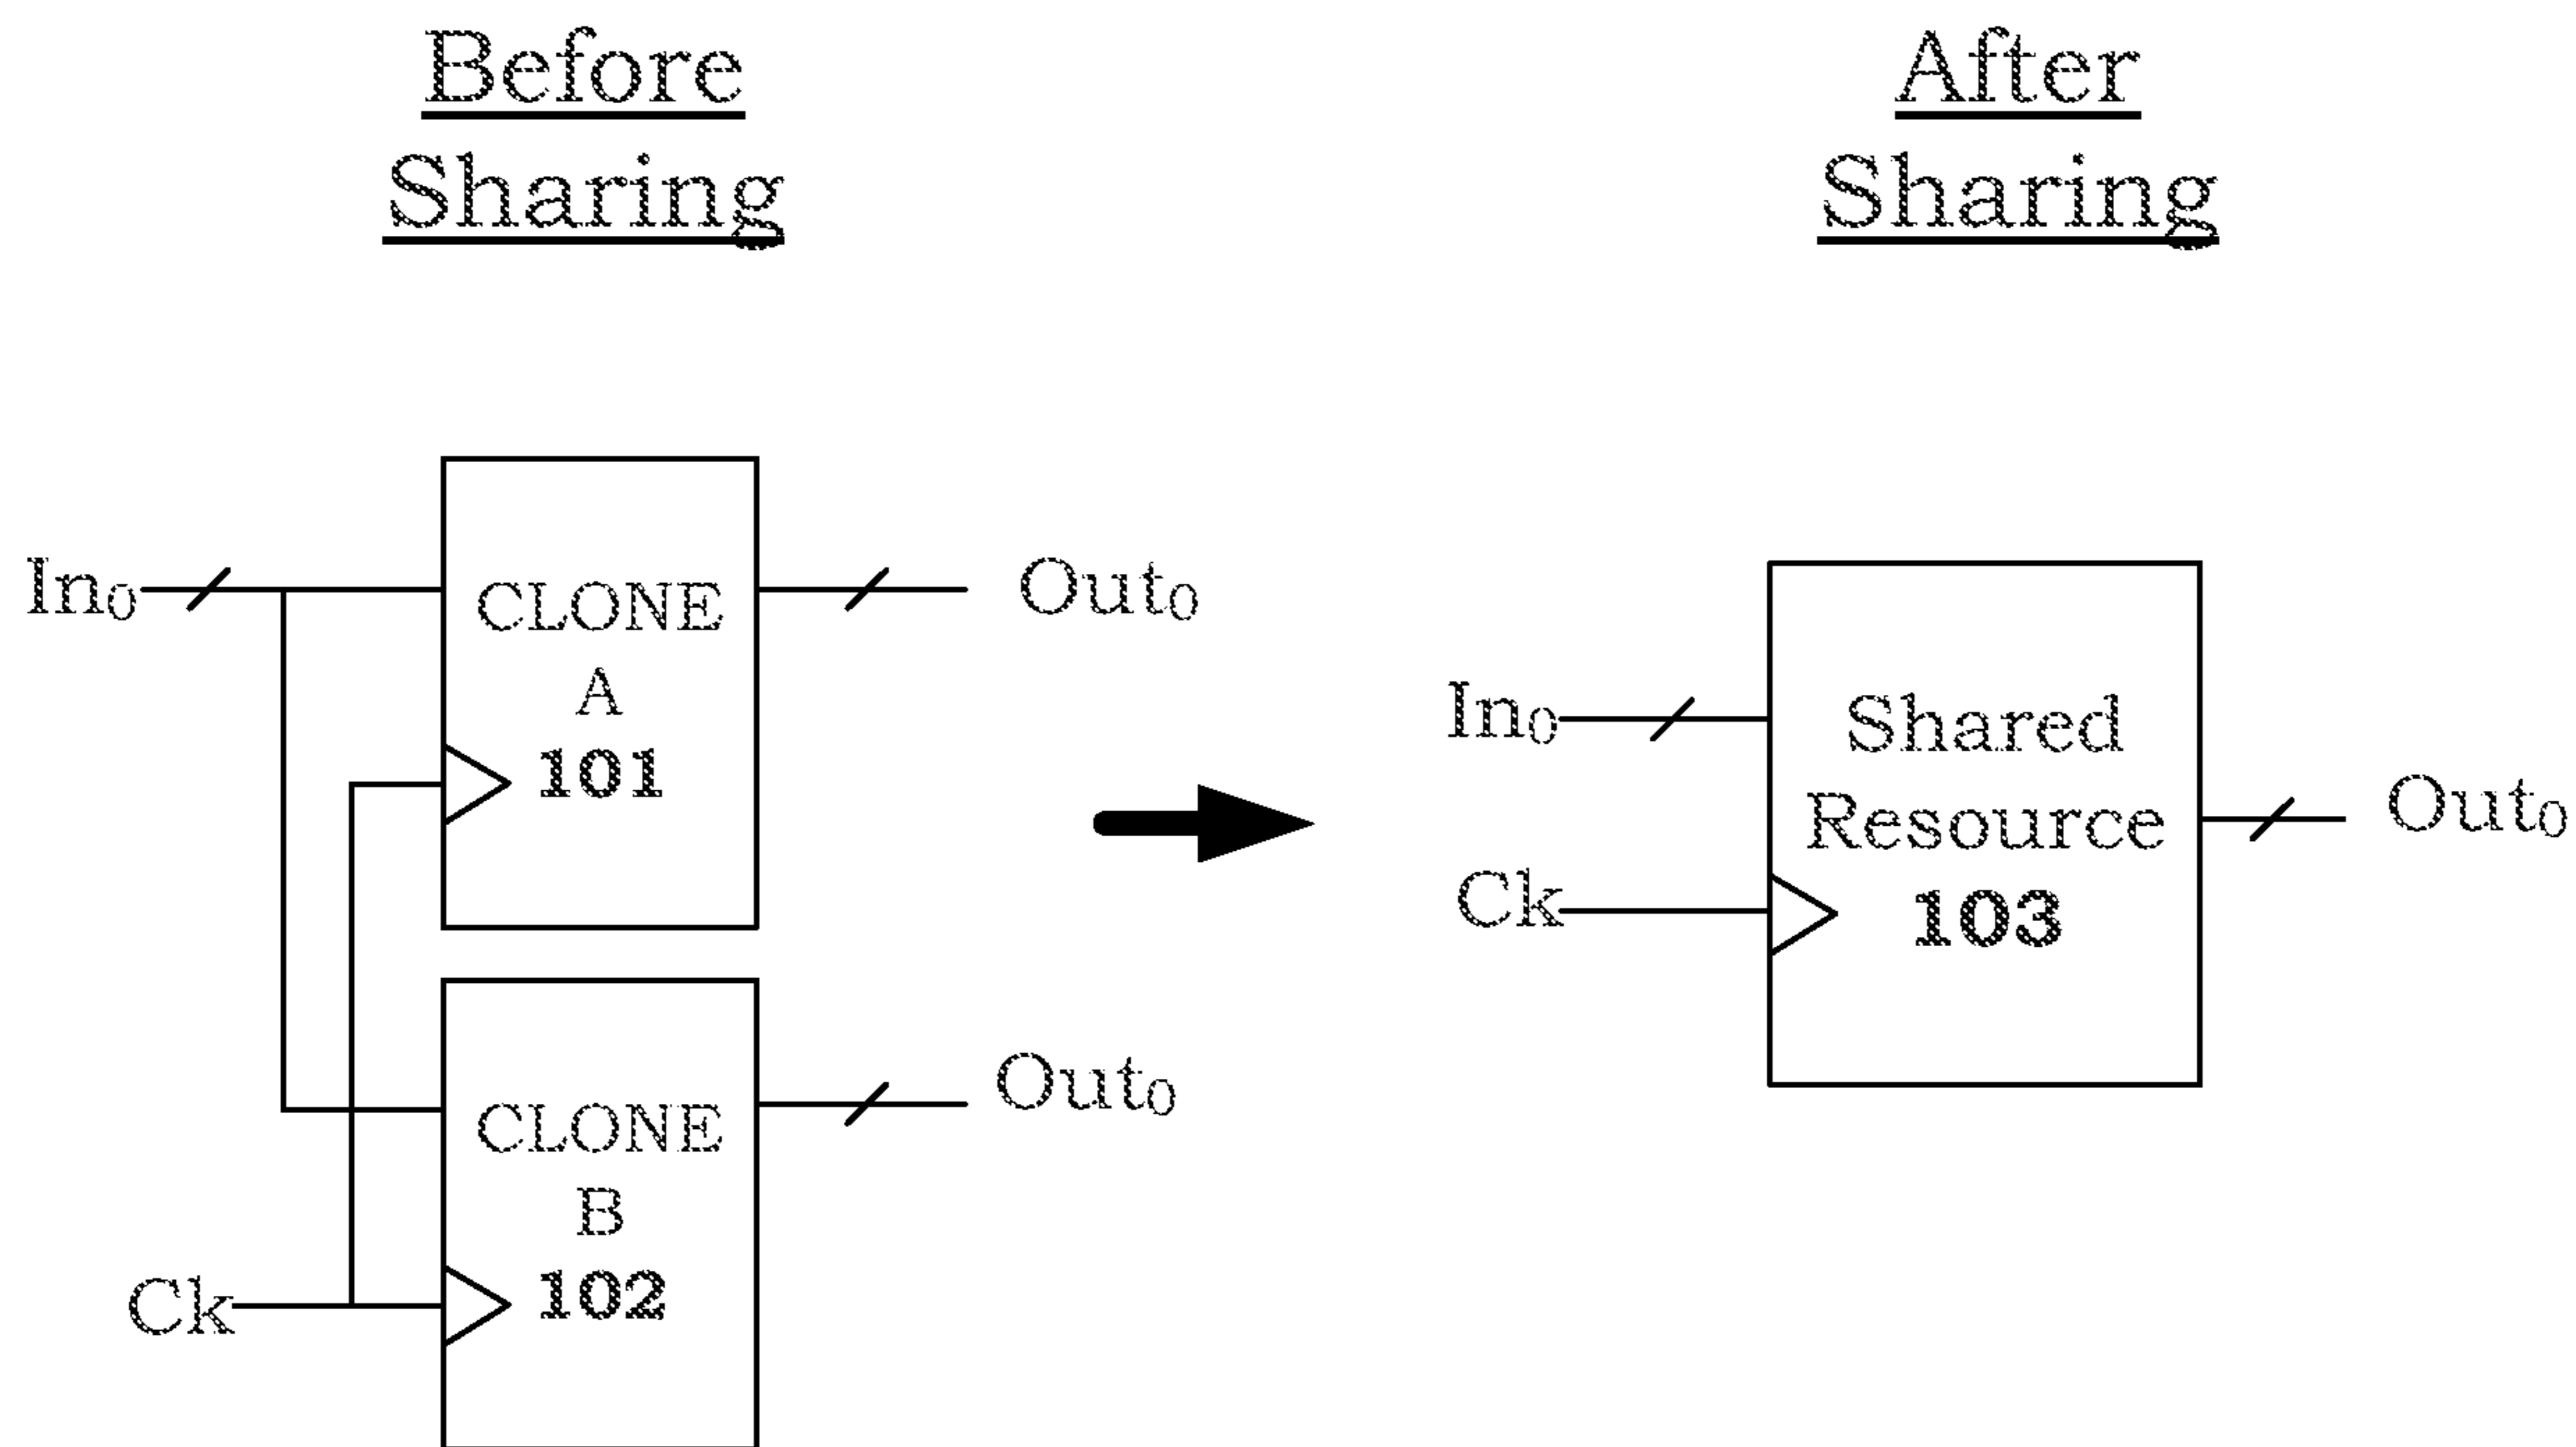 Before
Sharing
After
Sharing
In₀
CLONE
A
101
Out₀
CLONE
B
102
Out₀
Ck
In₀
Ck
Shared
Resource
103
Out₀